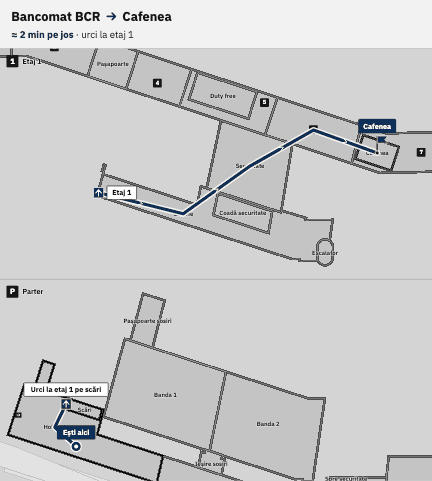 Bancomat BCR → Cafenea
≈ 2 min pe jos · urci la etaj 1
1 Etaj 1
Pașapoarte
4
Duty free
5
Cafenea
7
Etaj 1
Coadă securitate
Escalator
P Parter
Pașapoarte sosiri
Urci la etaj 1 pe scări
Scări
Banda 1
Ești aici
Banda 2
Ieșire sosiri
Spre securitate